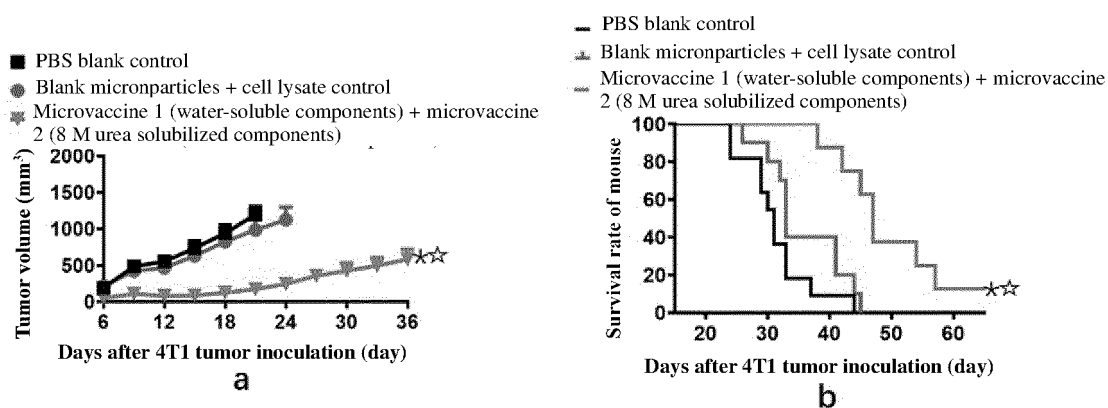 PBS blank control
Blank micronparticles + cell lysate control
Microvaccine 1 (water-soluble components) + microvaccine
2 (8 M urea solubilized components)
Tumor volume (mm³)
2000
1500
1000
500
0
6
12
18
24
30
36
Days after 4T1 tumor inoculation (day)
a
PBS blank control
Blank micronparticles + cell lysate control
Microvaccine 1 (water-soluble components) + microvaccine
2 (8 M urea solubilized components)
Survival rate of mouse
100
80
60
40
20
0
20
30
40
50
60
Days after 4T1 tumor inoculation (day)
b